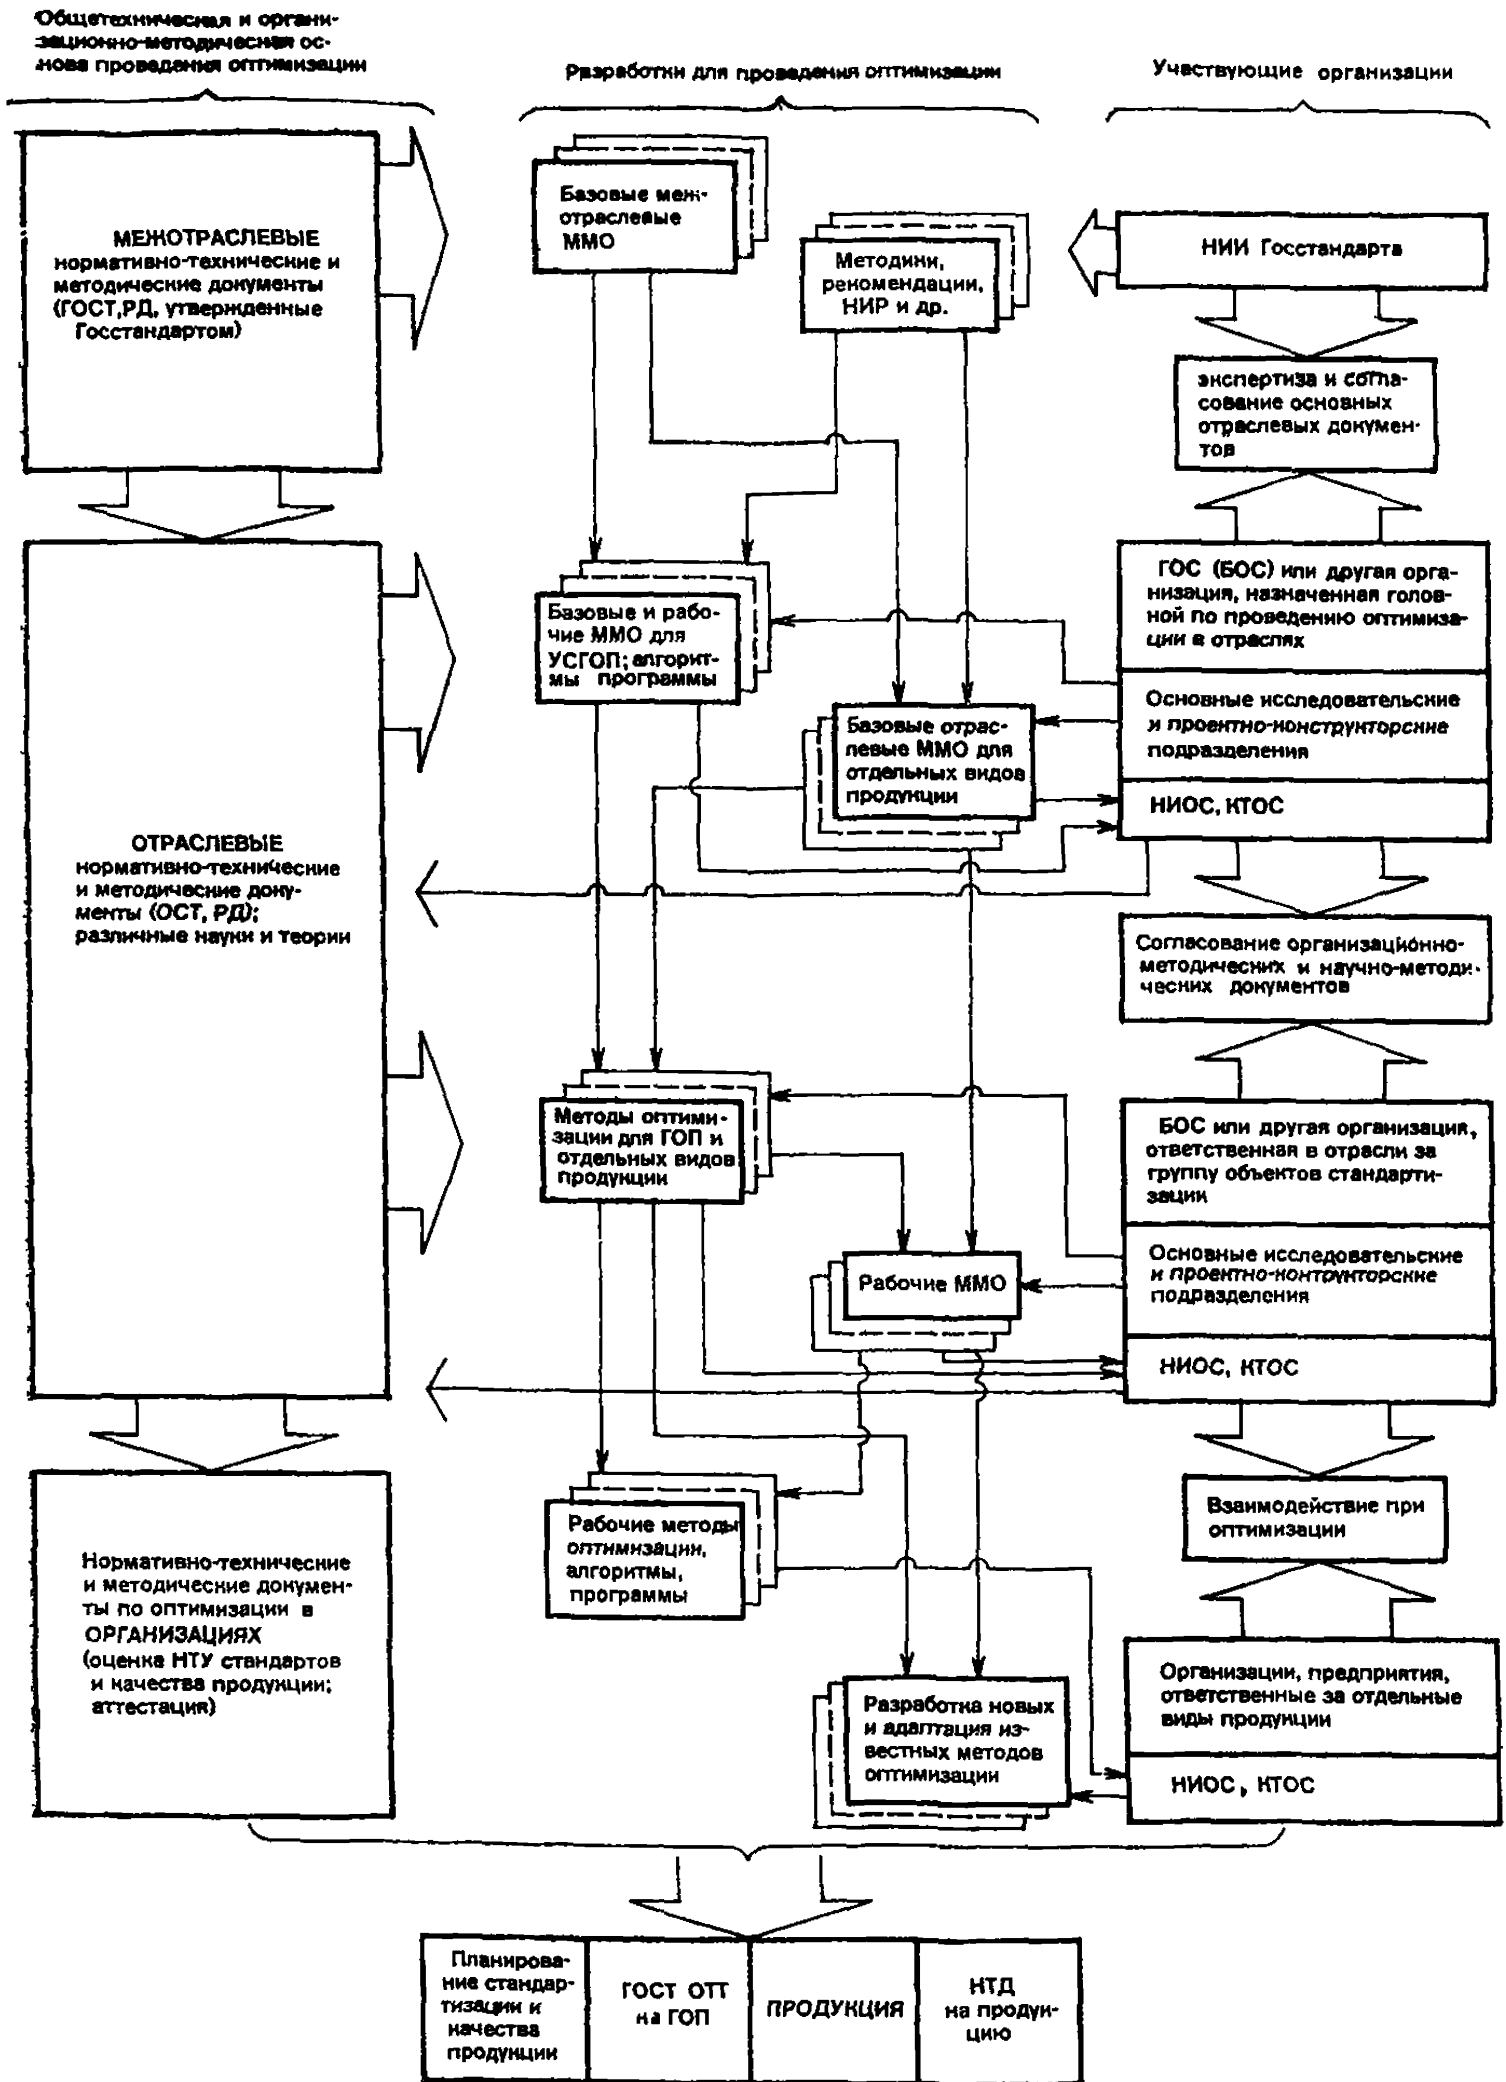 Общетехническая и органи-
зационно-методическая ос-
нова проведения оптимизации
Разработки для проведения оптимизации
Участвующие организации
МЕЖОТРАСЛЕВЫЕ
нормативно-технические и
методические документы
(ГОСТ,РД, утвержденные
Госстандартом)
Базовые меж-
отраслевые
ММО
Методики,
рекомендации,
НИР и др.
НИИ Госстандарта
экспертиза и согла-
сование основных
отраслевых докумен-
тов
ГОС (БОС) или другая орга-
низация, назначенная голов-
ной по проведению оптимиза-
ции в отраслях
Основные исследовательские
и проектно-конструкторские
подразделения
НИОС, КТОС
Базовые и рабо-
чие ММО для
УСГОП; алгорит-
мы программы
Базовые отрас-
левые ММО для
отдельных видов
продукции
ОТРАСЛЕВЫЕ
нормативно-технические
и методические доку-
менты (ОСТ, РД);
различные науки и теории
Согласование организационно-
методических и научно-методи-
ческих документов
Методы оптими-
зации для ГОП и
отдельных видов
продукции
БОС или другая организация,
ответственная в отрасли за
группу объектов стандарти-
зации
Основные исследовательские
и проектно-контрукторские
подразделения
НИОС, КТОС
Рабочие ММО
Взаимодействие при
оптимизации
Рабочие методы
оптимизации,
алгоритмы,
программы
Нормативно-технические
и методические докумен-
ты по оптимизации в
ОРГАНИЗАЦИЯХ
(оценка НТУ стандартов
и качества продукции;
аттестация)
Организации, предприятия,
ответственные за отдельные
виды продукции
НИОС, КТОС
Разработка новых
и адаптация из-
вестных методов
оптимизации
Планирова-
ние стандар-
тизации и
качества
продукции
ГОСТ ОТТ
на ГОП
ПРОДУКЦИЯ
НТД
на продук-
цию